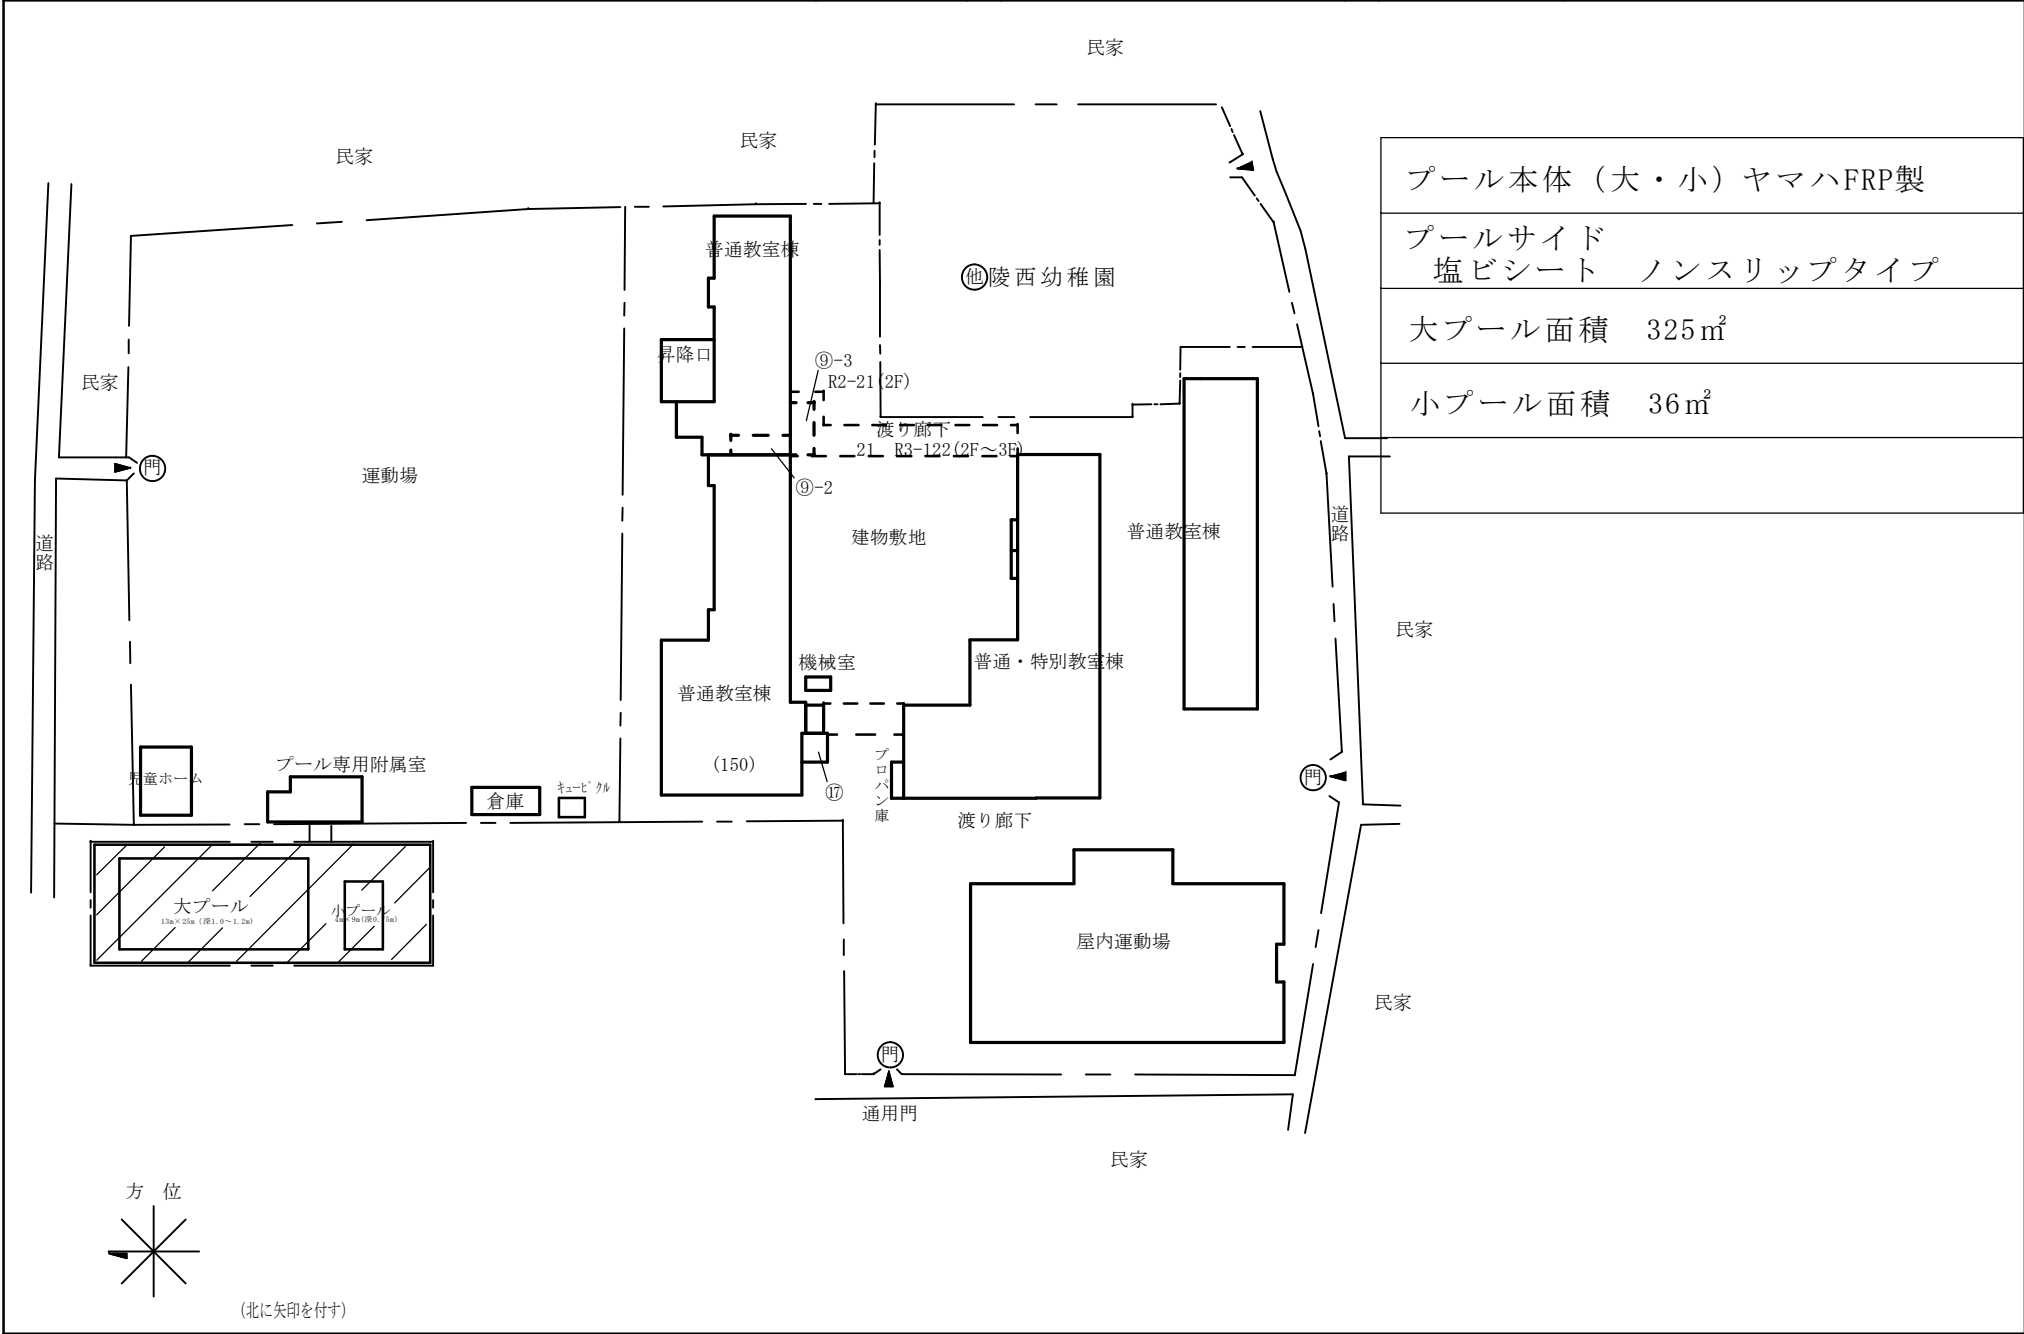 民家
民家
民家
プール本体（大・小）ヤマハFRP製
プールサイド
塩ビシート　ノンスリップタイプ
大プール面積　325㎡
小プール面積　36㎡
普通教室棟
他陵西幼稚園
昇降口
⑨-3
R2-21(2F)
民家
渡り廊下
21　R3-122(2F～3F)
門
運動場
⑨-2
道路
建物敷地
普通教室棟
道路
民家
機械室
普通・特別教室棟
普通教室棟
(150)
プロパン庫
⑰
児童ホーム
プール専用附属室
倉庫
キュービクル
門
渡り廊下
大プール
13m×25m（深1.0～1.2m）
小プール
屋内運動場
民家
門
通用門
民家
方　位
(北に矢印を付す)